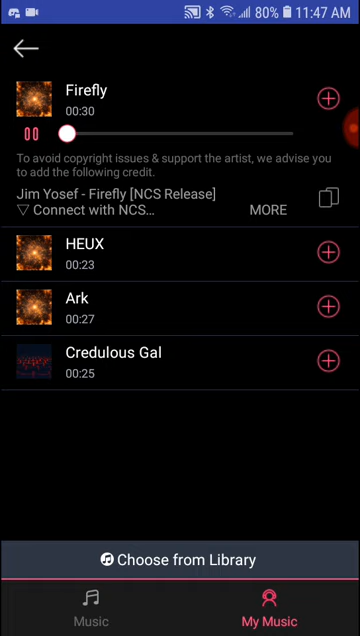 80% 11:47 AM
Firefly
00:30
To avoid copyright issues & support the artist, we advise you
to add the following credit.
Jim Yosef - Firefly [NCS Release]
▽ Connect with NCS... MORE
HEUX
00:23
Ark
00:27
Credulous Gal
00:25
Choose from Library
Music My Music